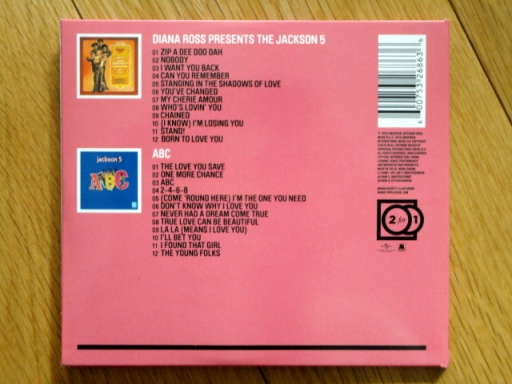 DIANA ROSS PRESENTS THE JACKSON 5
01 ZIP A DEE DOO DAH
02 NOBODY
03 I WANT YOU BACK
04 CAN YOU REMEMBER
05 STANDING IN THE SHADOWS OF LOVE
06 YOU'VE CHANGED
07 MY CHERIE AMOUR
08 WHO'S LOVIN' YOU
09 CHAINED
10 (I KNOW) I'M LOSING YOU
11 STAND!
12 BORN TO LOVE YOU
jackson 5
ABC
ABC
01 THE LOVE YOU SAVE
02 ONE MORE CHANCE
03 ABC
04 2-4-6-8
05 (COME 'ROUND HERE) I'M THE ONE YOU NEED
06 DON'T KNOW WHY I LOVE YOU
07 NEVER HAD A DREAM COME TRUE
08 TRUE LOVE CAN BE BEAUTIFUL
09 LA LA (MEANS I LOVE YOU)
10 I'LL BET YOU
11 I FOUND THAT GIRL
12 THE YOUNG FOLKS
6 00753 26863
2 for 1